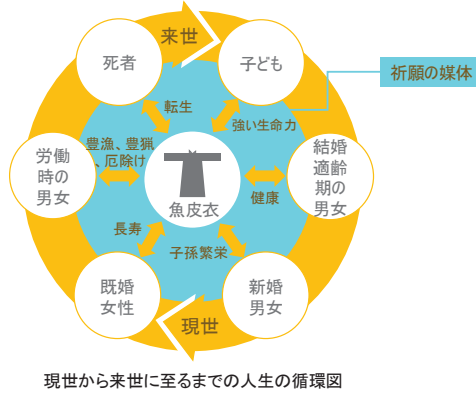 来世
死者
子ども
祈願の媒体
転生
強い生命力
豊漁、豊猟
、厄除け
労働
時の
男女
結婚
適齢
期の
男女
魚皮衣
健康
長寿
子孫繁栄
既婚
女性
新婚
男女
現世
現世から来世に至るまでの人生の循環図